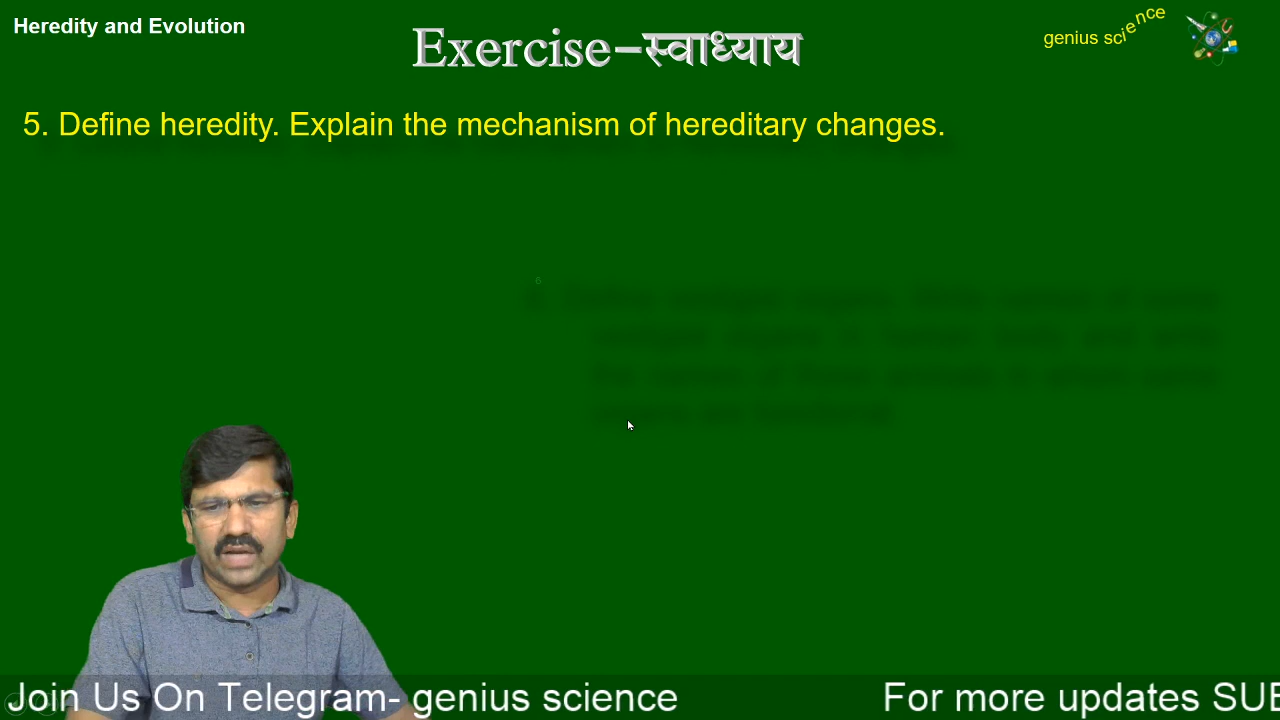 Heredity and Evolution
Exercise-स्वाध्याय
genius science
5. Define heredity. Explain the mechanism of hereditary changes.
Join Us On Telegram- genius science
For more updates SUB